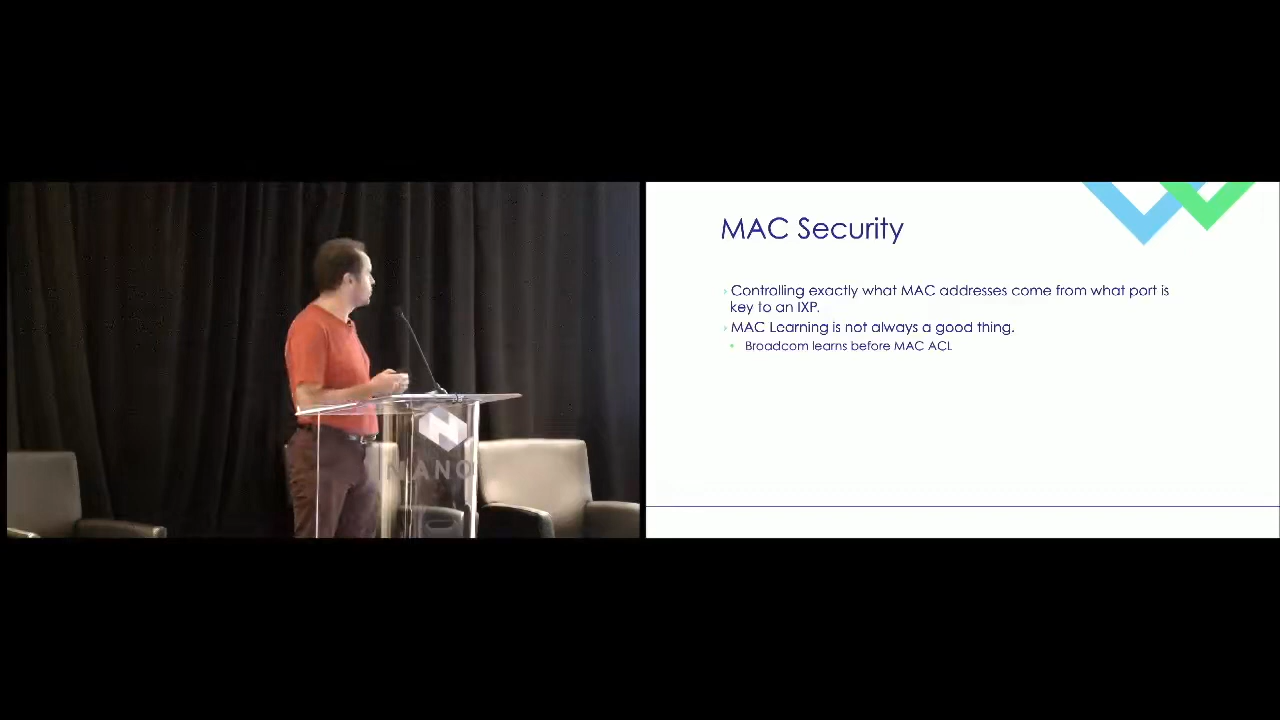 MAC Security
Controlling exactly what MAC addresses come from what port is
key to an IXP.
MAC Learning is not always a good thing.
Broadcom learns before MAC ACL
NANO